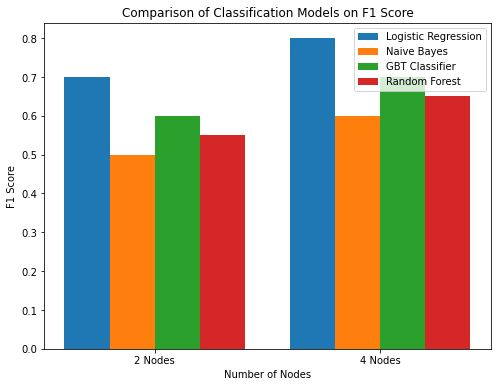 Comparison of Classification Models on F1 Score
Logistic Regression
Naive Bayes
GBT Classifier
Random Forest
0.8
0.7
0.6
0.5
0.4
0.3
0.2
0.1
0.0
F1 Score
2 Nodes
4 Nodes
Number of Nodes